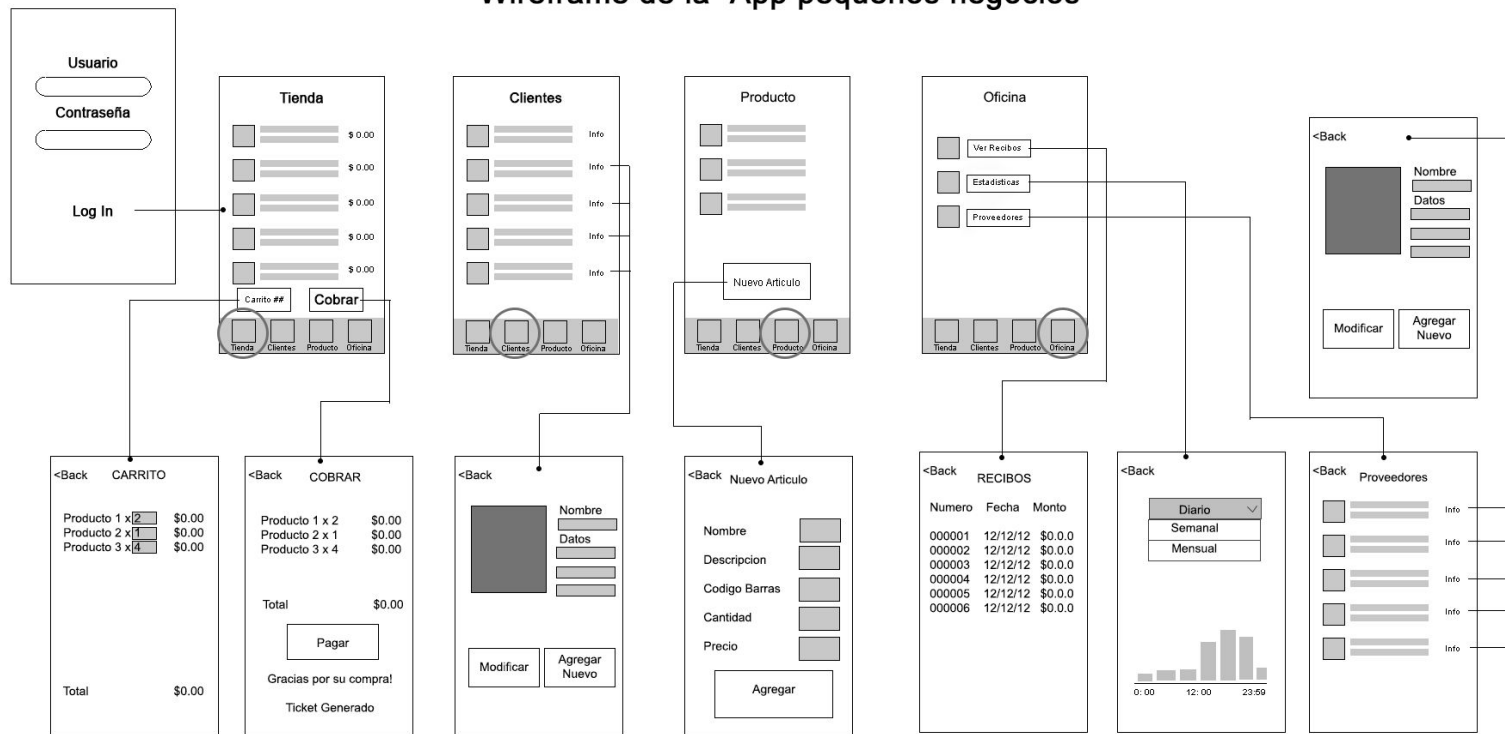 Wireframe de la App pequeños negocios
Usuario
Contraseña
Log In
Tienda
$ 0.00
$ 0.00
$ 0.00
$ 0.00
$ 0.00
Carrito ##
Cobrar
Tienda Clientes Producto Oficina
Clientes
Info
Info
Info
Info
Info
Tienda Clientes Producto Oficina
Producto
Nuevo Articulo
Tienda Clientes Producto Oficina
Oficina
Ver Recibos
Estadisticas
Proveedores
Tienda Clientes Producto Oficina
<Back
Nombre
Datos
Modificar
Agregar
Nuevo
<Back CARRITO
Producto 1 x 2 $0.00
Producto 2 x 1 $0.00
Producto 3 x 4 $0.00
Total $0.00
<Back COBRAR
Producto 1 x 2 $0.00
Producto 2 x 1 $0.00
Producto 3 x 4 $0.00
Total $0.00
Pagar
Gracias por su compra!
Ticket Generado
<Back
Nombre
Datos
Modificar
Agregar
Nuevo
<Back Nuevo Articulo
Nombre
Descripcion
Codigo Barras
Cantidad
Precio
Agregar
<Back
RECIBOS
Numero Fecha Monto
000001 12/12/12 $0.0.0
000002 12/12/12 $0.0.0
000003 12/12/12 $0.0.0
000004 12/12/12 $0.0.0
000005 12/12/12 $0.0.0
000006 12/12/12 $0.0.0
<Back
Diario
Semanal
Mensual
0:00 12:00 23:59
<Back Proveedores
Info
Info
Info
Info
Info